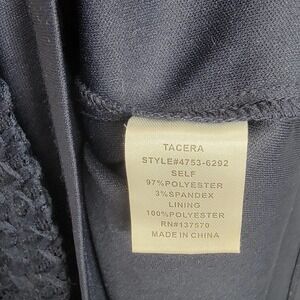 TACERA
STYLE#4753-6292
SELF
97%POLYESTER
3%SPANDEX
LINING
100%POLYESTER
RN#137570
MADE IN CHINA